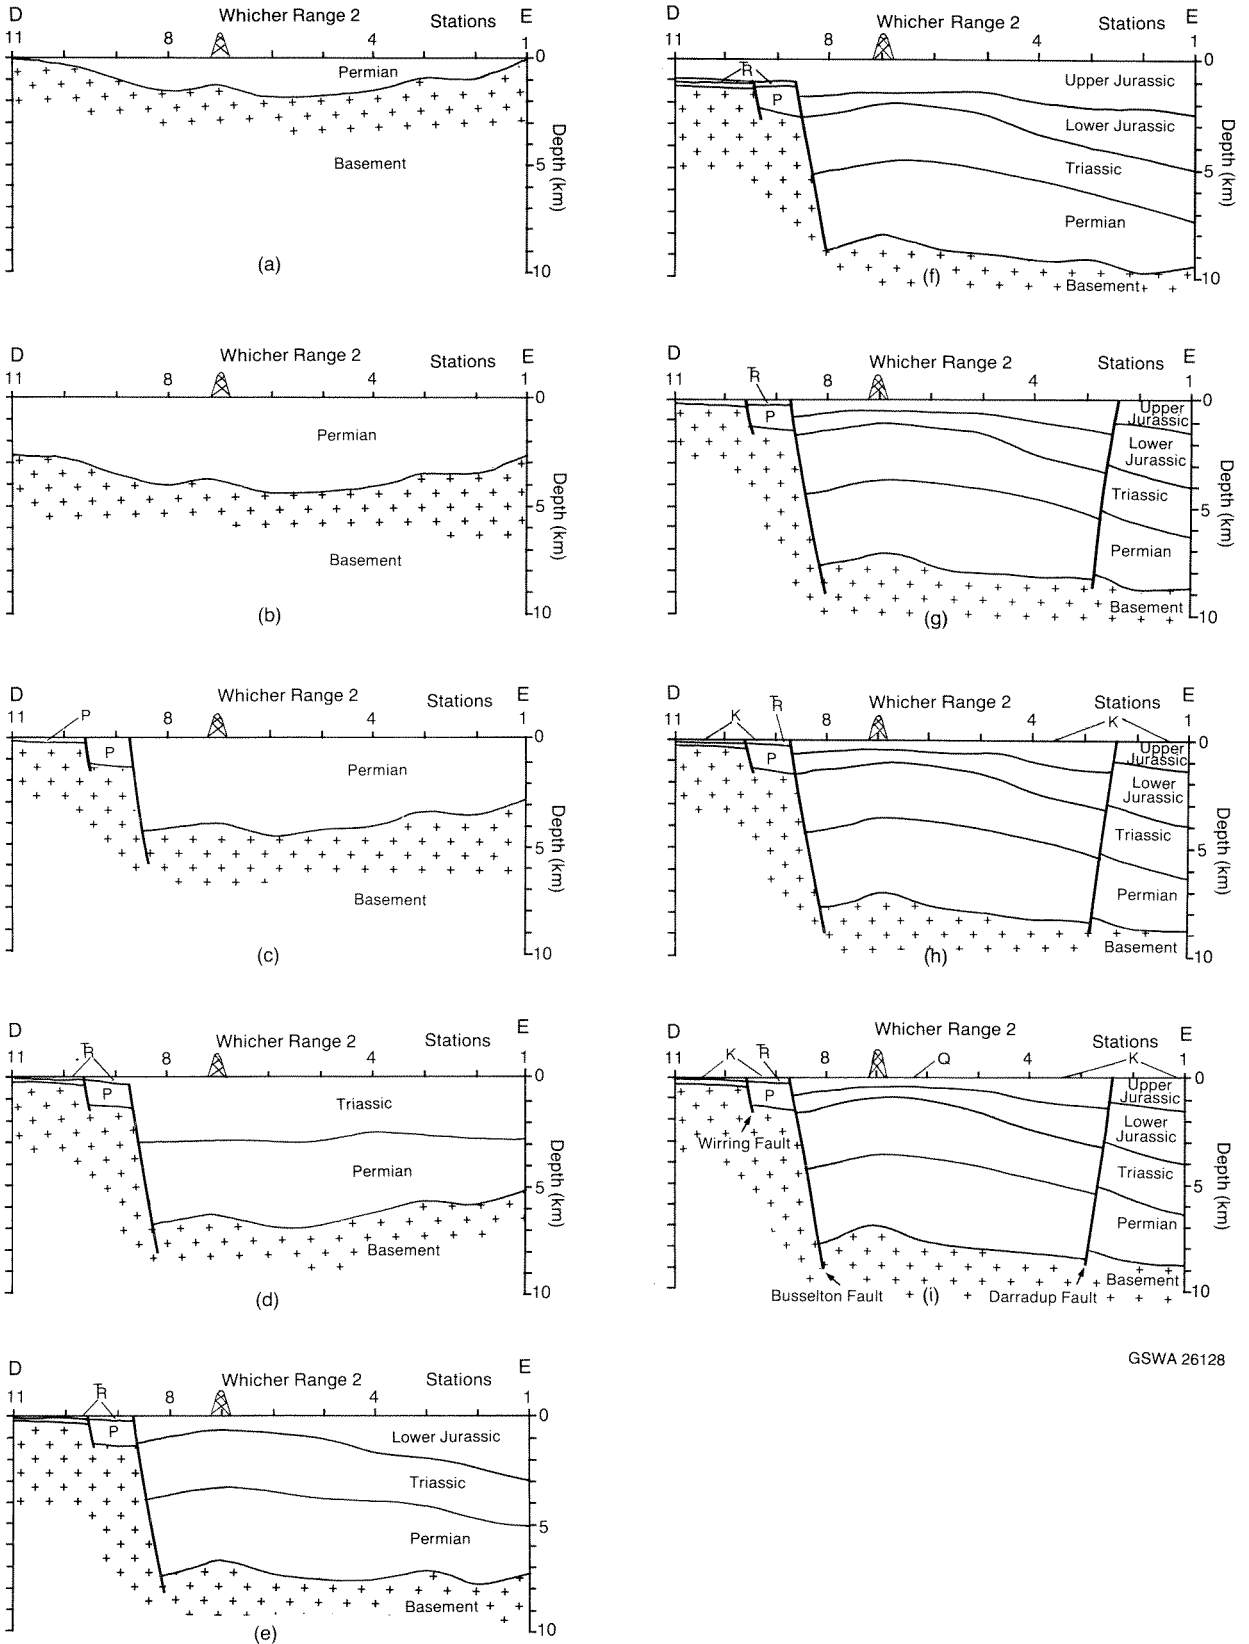 D Whicher Range 2 Stations E
11 8 4 1
0
Permian
Basement
5
Depth (km)
10
(a)
D Whicher Range 2 Stations E
11 8 4 1
0
Permian
5
Depth (km)
Basement
10
(b)
D Whicher Range 2 Stations E
11 P 8 4 1
0
P
Permian
5
Depth (km)
Basement
10
(c)
D Whicher Range 2 Stations E
11 TR 8 4 1
0
P
Triassic
Permian
5
Depth (km)
Basement
10
(d)
D Whicher Range 2 Stations E
11 TR 8 4 1
0
P
Lower Jurassic
Triassic
5
Depth (km)
Permian
Basement
10
(e)
D Whicher Range 2 Stations E
11 8 4 1
0
TR
Upper Jurassic
P
Lower Jurassic
Triassic
5
Depth (km)
Permian
Basement
10
(f)
D Whicher Range 2 Stations E
11 TR 8 4 1
0
P
Upper
Jurassic
Lower
Jurassic
Triassic
5
Depth (km)
Permian
Basement
10
(g)
D Whicher Range 2 Stations E
11 K TR 8 4 K 1
0
P
Upper
Jurassic
Lower
Jurassic
Triassic
5
Depth (km)
Permian
Basement
10
(h)
D Whicher Range 2 Stations E
11 K TR 8 Q 4 K 1
0
P
Upper
Jurassic
Lower
Jurassic
Wirring Fault
Triassic
5
Depth (km)
Permian
Basement
10
Busselton Fault
Darradup Fault
(i)
GSWA 26128